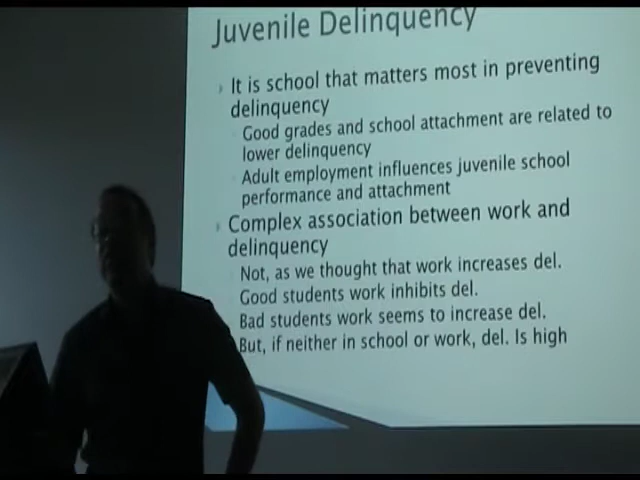 Juvenile Delinquency
It is school that matters most in preventing
delinquency
Good grades and school attachment are related to
lower delinquency
Adult employment influences juvenile school
performance and attachment
Complex association between work and
delinquency
Not, as we thought that work increases del.
Good students work inhibits del.
Bad students work seems to increase del.
But, if neither in school or work, del. Is high